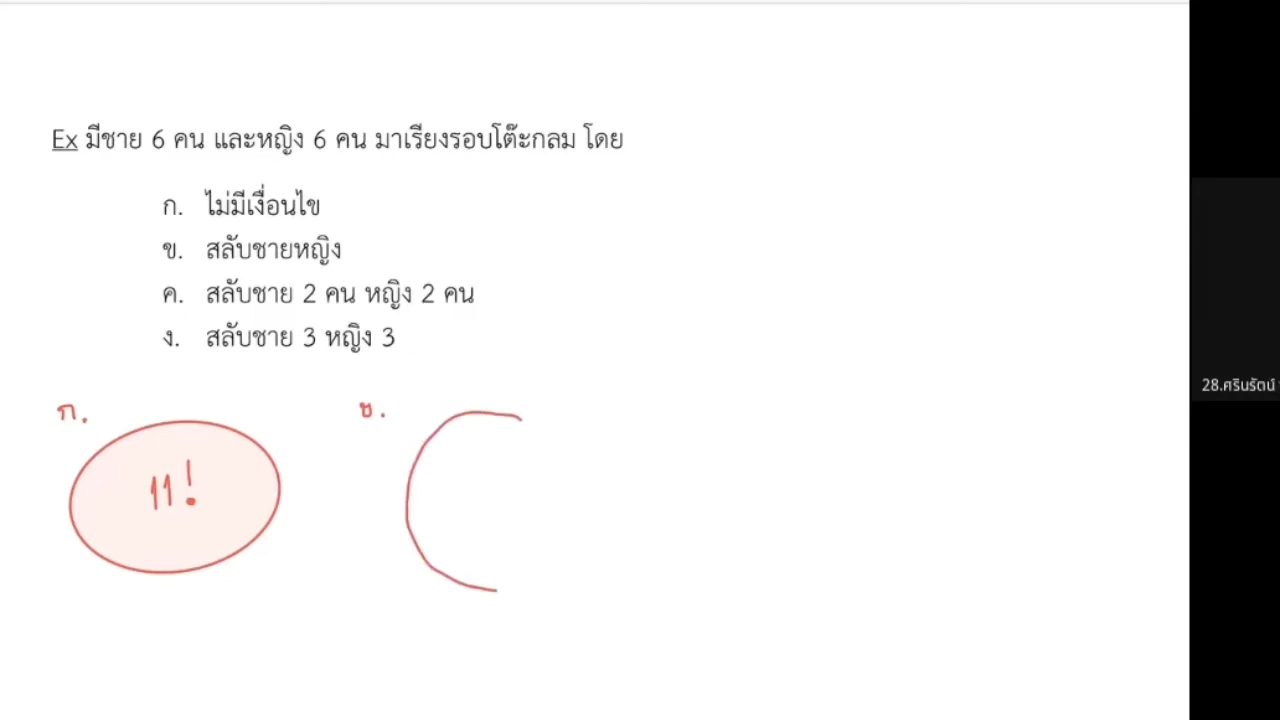 Ex มีชาย 6 คน และหญิง 6 คน มาเรียงรอบโต๊ะกลม โดย
ก. ไม่มีเงื่อนไข
ข. สลับชายหญิง
ค. สลับชาย 2 คน หญิง 2 คน
ง. สลับชาย 3 หญิง 3
28.ศรินรัตน์
ก.
ข.
11!